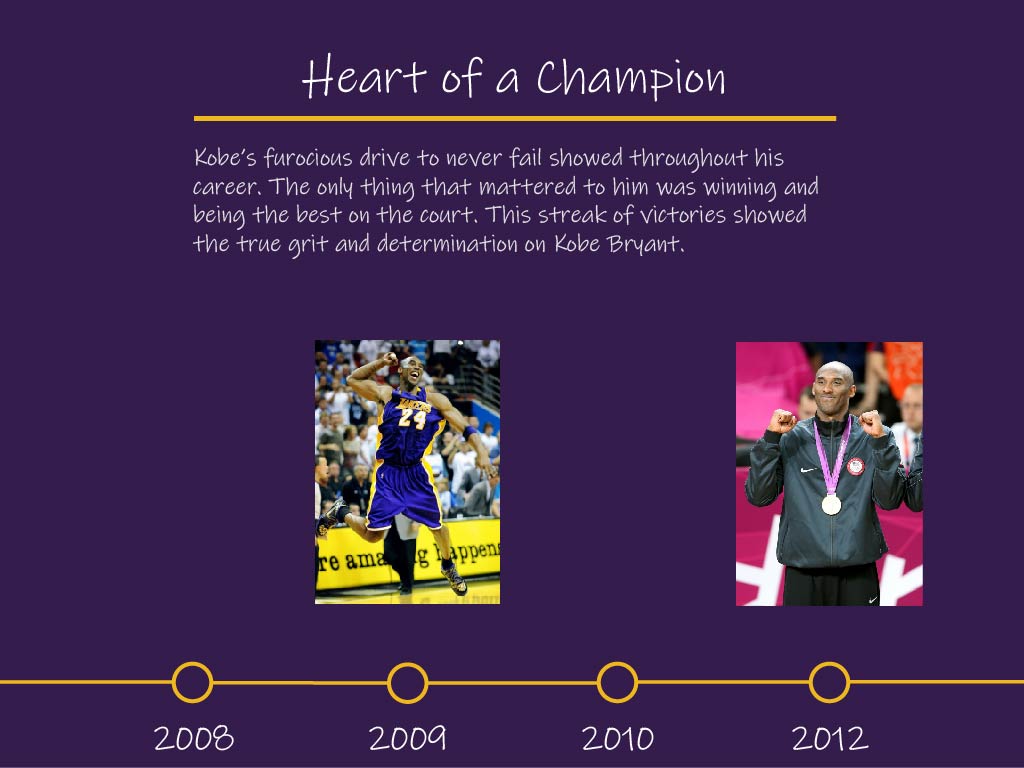 Heart of a Champion
Kobe's furocious drive to never fail showed throughout his
career. The only thing that mattered to him was winning and
being the best on the court. This streak of victories showed
the true grit and determination on Kobe Bryant.
LAKERS
24
re ama g happens
2008 2009 2010 2012